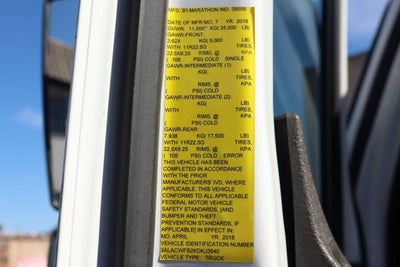 MFG. BY:MARATHON IND. 39559
DATE OF MFR:MO. 7 YR. 2018
GVWR: 11,566 KG( 25,500 LB)
GAWR-FRONT:
3,629 KG( 8,000 LB)
WITH 11R22.5G TIRES,
22.5X8.25 RIMS, @ KPA
( 105 PSI) COLD SINGLE
GAWR-INTERMEDIATE (1):
KG( LB)
WITH TIRES,
RIMS, @ KPA
( PSI) COLD
GAWR-INTERMEDIATE (2):
KG( LB)
WITH TIRES,
RIMS, @ KPA
( PSI) COLD
GAWR-REAR:
7,938 KG( 17,500 LB)
WITH 11R22.5G TIRES,
22.5X8.25 RIMS, @ KPA
( 105 PSI) COLD ERROR
THIS VEHICLE HAS BEEN
COMPLETED IN ACCORDANCE
WITH THE PRIOR
MANUFACTURERS' IVD, WHERE
APPLICABLE. THIS VEHICLE
CONFORMS TO ALL APPLICABLE
FEDERAL MOTOR VEHICLE
SAFETY STANDARDS, [AND
BUMPER AND THEFT
PREVENTION STANDARDS, IF
APPLICABLE] IN EFFECT IN
MO. APRIL YR. 2018
VEHICLE IDENTIFICATION NUMBER
3ALACWFB2KDKJ3540
VEHICLE TYPE: TRUCK